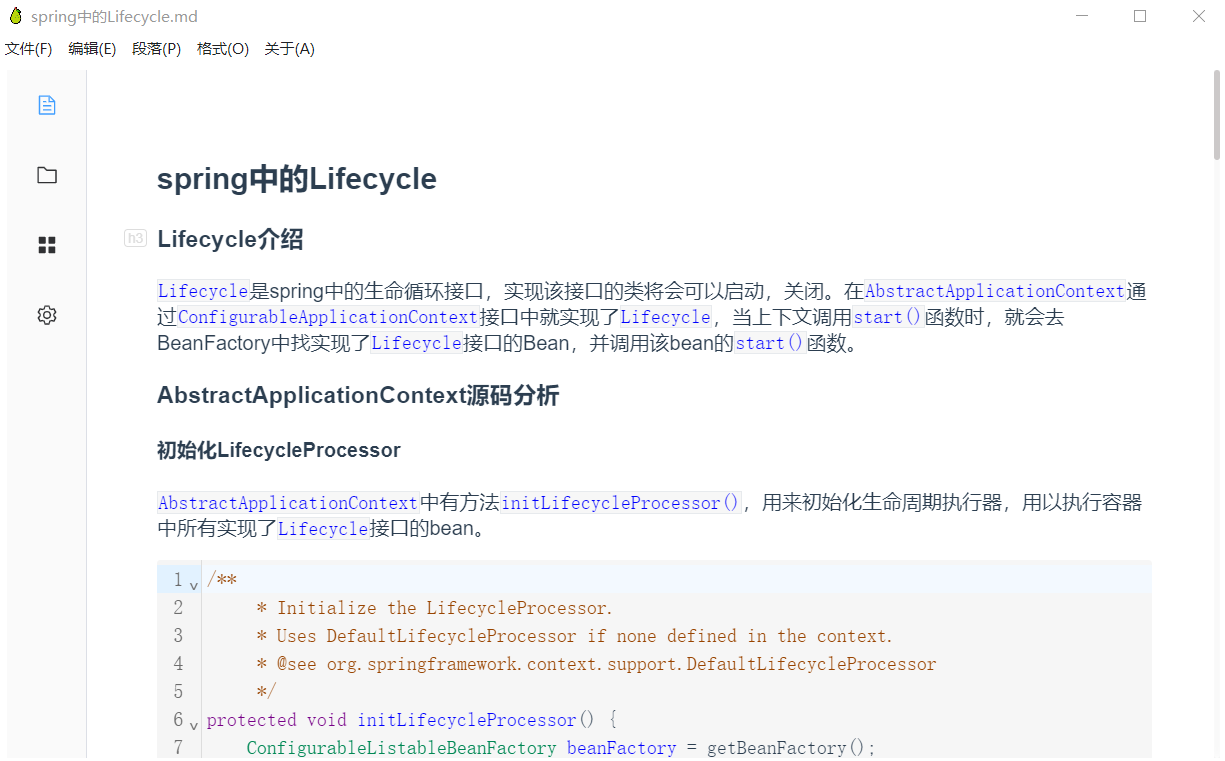 spring中的Lifecycle.md
文件(F) 编辑(E) 段落(P) 格式(O) 关于(A)
spring中的Lifecycle
h3 Lifecycle介绍
Lifecycle是spring中的生命循环接口，实现该接口的类将会可以启动，关闭。在AbstractApplicationContext通
过ConfigurableApplicationContext接口中就实现了Lifecycle，当上下文调用start()函数时，就会去
BeanFactory中找实现了Lifecycle接口的Bean，并调用该bean的start()函数。
AbstractApplicationContext源码分析
初始化LifecycleProcessor
AbstractApplicationContext中有方法initLifecycleProcessor()，用来初始化生命周期执行器，用以执行容器
中所有实现了Lifecycle接口的bean。
1 /**
2 * Initialize the LifecycleProcessor.
3 * Uses DefaultLifecycleProcessor if none defined in the context.
4 * @see org.springframework.context.support.DefaultLifecycleProcessor
5 */
6 protected void initLifecycleProcessor() {
7 ConfigurableListableBeanFactory beanFactory = getBeanFactory();